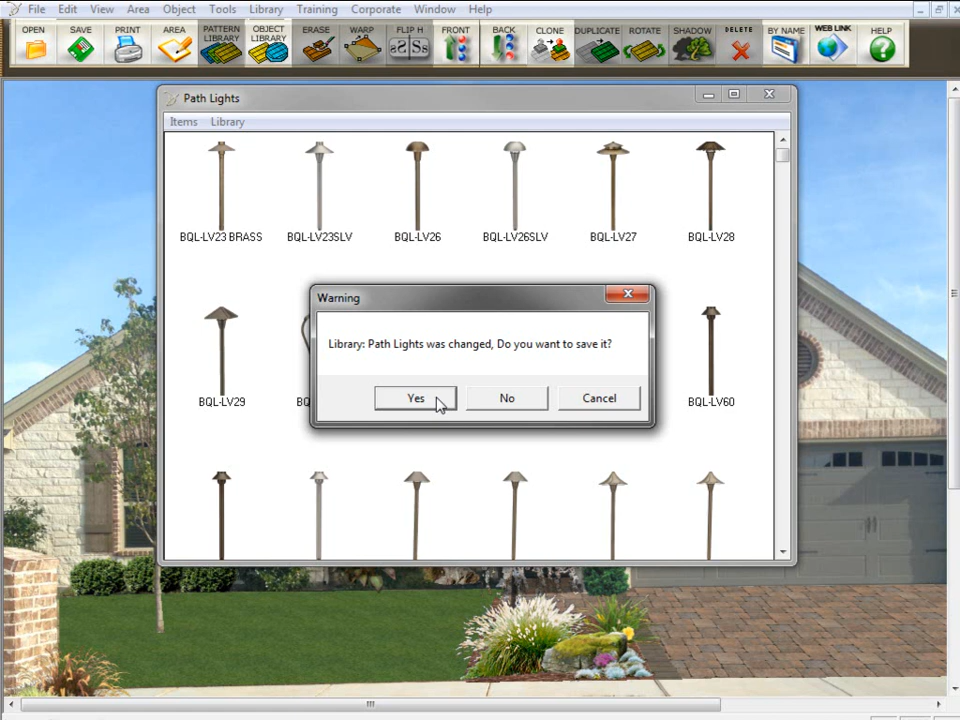 File Edit View Area Object Tools Library Training Corporate Window Help
OPEN SAVE PRINT AREA PATTERN LIBRARY OBJECT LIBRARY ERASE WARP FLIP H FRONT BACK CLONE DUPLICATE ROTATE SHADOW DELETE BY NAME WEB LINK HELP
Path Lights
Items Library
BQL-LV23 BRASS BQL-LV23SLV BQL-LV26 BQL-LV26SLV BQL-LV27 BQL-LV28
Warning
Library: Path Lights was changed, Do you want to save it?
Yes No Cancel
BQL-LV29 BQL-LV60